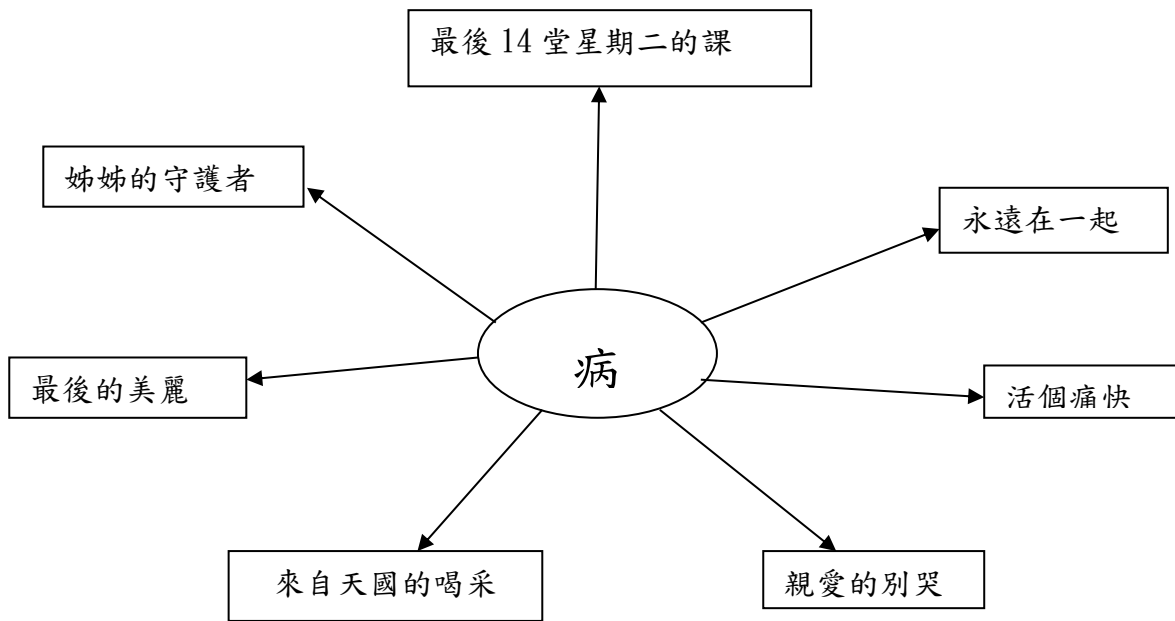 最後 14 堂星期二的課
姊姊的守護者
永遠在一起
病
最後的美麗
活個痛快
來自天國的喝采
親愛的別哭